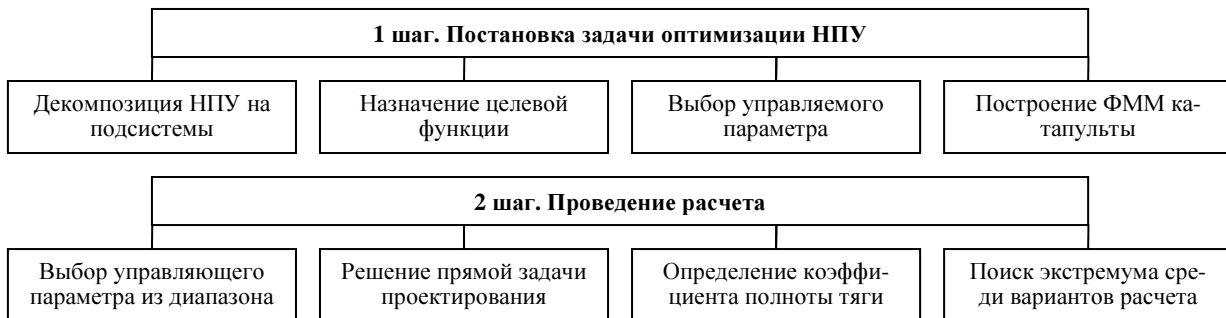 1 шаг. Постановка задачи оптимизации НПУ
Декомпозиция НПУ на
подсистемы
Назначение целевой
функции
Выбор управляемого
параметра
Построение ФММ ка-
тапульты
2 шаг. Проведение расчета
Выбор управляющего
параметра из диапазона
Решение прямой задачи
проектирования
Определение коэффи-
циента полноты тяги
Поиск экстремума сре-
ди вариантов расчета